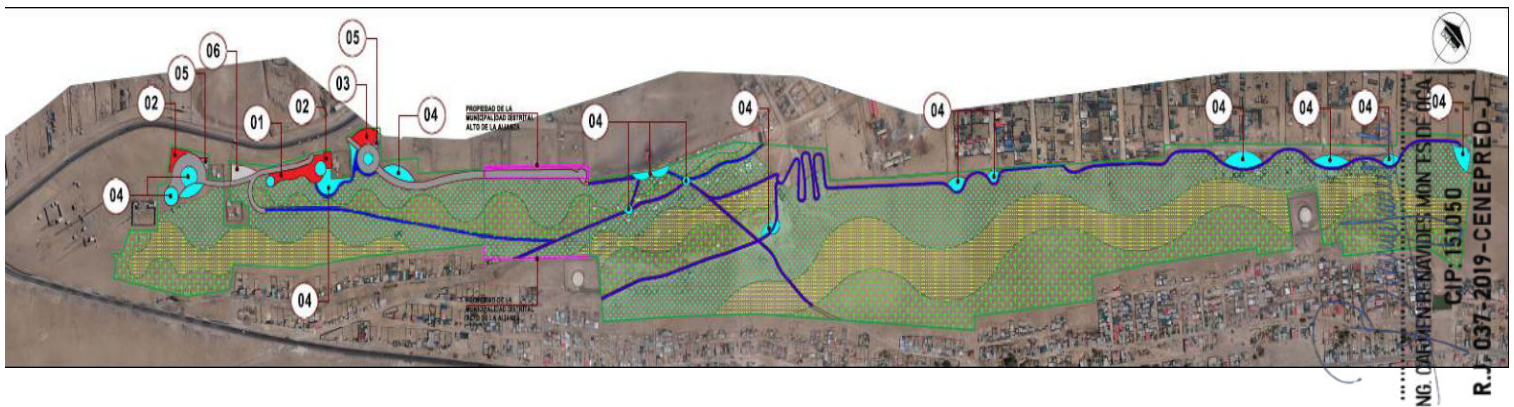 05
06
05
02
02
03
01
04
PROPIEDAD DE LA
MUNICIPALIDAD DISTRITAL
ALTO DE LA ALIANZA
04
04
04
04
04
04
04
04
04
PROPIEDAD DE LA
MUNICIPALIDAD DISTRITAL
ALTO DE LA ALIANZA
NG. CARMEN BENAVIDES MONTES DE OCA
CIP: 151050
R.J. 037-2019-CENEPRED-J